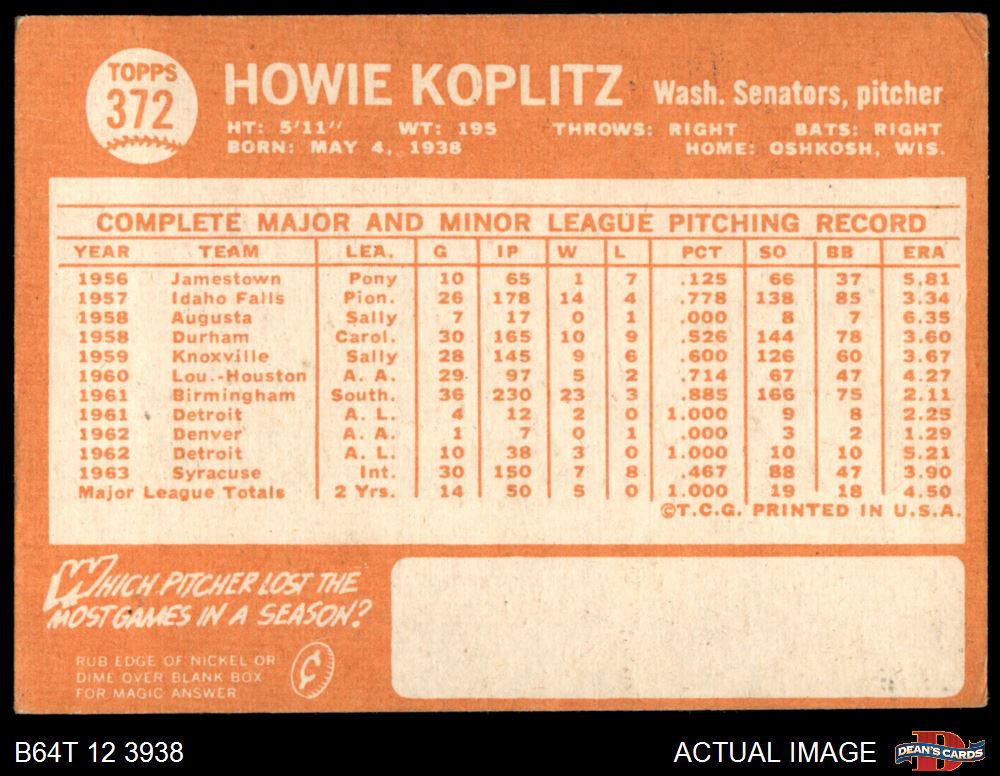 TOPPS
372
HOWIE KOPLITZ Wash. Senators, pitcher
HT: 5'11" WT: 195 THROWS: RIGHT BATS: RIGHT
BORN: MAY 4, 1938 HOME: OSHKOSH, WIS.
COMPLETE MAJOR AND MINOR LEAGUE PITCHING RECORD
YEAR TEAM LEA. G IP W L PCT SO BB ERA
1956 Jamestown Pony 10 65 1 7 .125 66 37 5.81
1957 Idaho Falls Pion. 26 178 14 4 .778 138 85 3.34
1958 Augusta Sally 7 17 0 1 .000 8 7 6.35
1958 Durham Carol. 30 165 10 9 .526 144 78 3.60
1959 Knoxville Sally 28 145 9 6 .600 126 60 3.67
1960 Lou.-Houston A. A. 29 97 5 2 .714 67 47 4.27
1961 Birmingham South. 36 230 23 3 .885 166 75 2.11
1961 Detroit A. L. 4 12 2 0 1.000 9 8 2.25
1962 Denver A. A. 1 7 0 1 .000 3 2 1.29
1962 Detroit A. L. 10 38 3 0 1.000 10 10 5.21
1963 Syracuse Int. 30 150 7 8 .467 88 47 3.90
Major League Totals 2 Yrs. 14 50 5 0 1.000 19 18 4.50
©T.C.G. PRINTED IN U.S.A.
WHICH PITCHER LOST THE
MOST GAMES IN A SEASON?
RUB EDGE OF NICKEL OR
DIME OVER BLANK BOX
FOR MAGIC ANSWER
¢
B64T 12 3938 ACTUAL IMAGE D DEAN'S CARDS